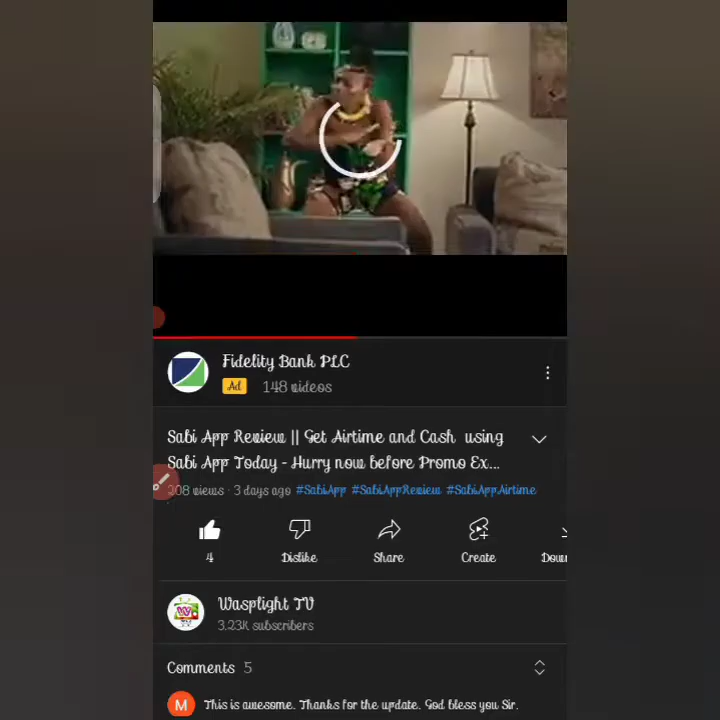 Fidelity Bank PLC
Ad 148 videos
Sabi App Review || Get Airtime and Cash using
Sabi App Today - Hurry now before Promo Ex...
208 views · 3 days ago #SabiApp #SabiAppReview #SabiAppAirtime
4 Dislike Share Create Down
Wasplight TV
3.23K subscribers
Comments 5
M This is awesome. Thanks for the update. God bless you Sir.